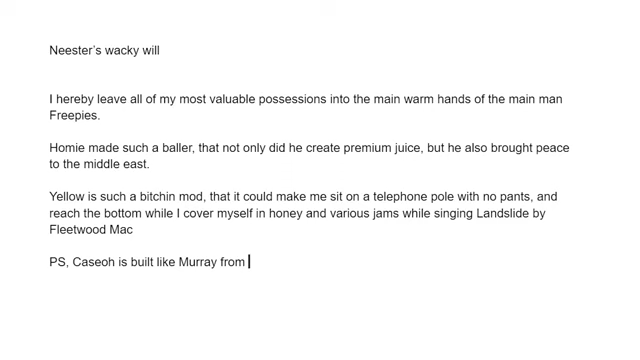 Neester’s wacky will
I hereby leave all of my most valuable possessions into the main warm hands of the main man
Freepies.
Homie made such a baller, that not only did he create premium juice, but he also brought peace
to the middle east.
Yellow is such a bitchin mod, that it could make me sit on a telephone pole with no pants, and
reach the bottom while I cover myself in honey and various jams while singing Landslide by
Fleetwood Mac
PS, Caseoh is built like Murray from